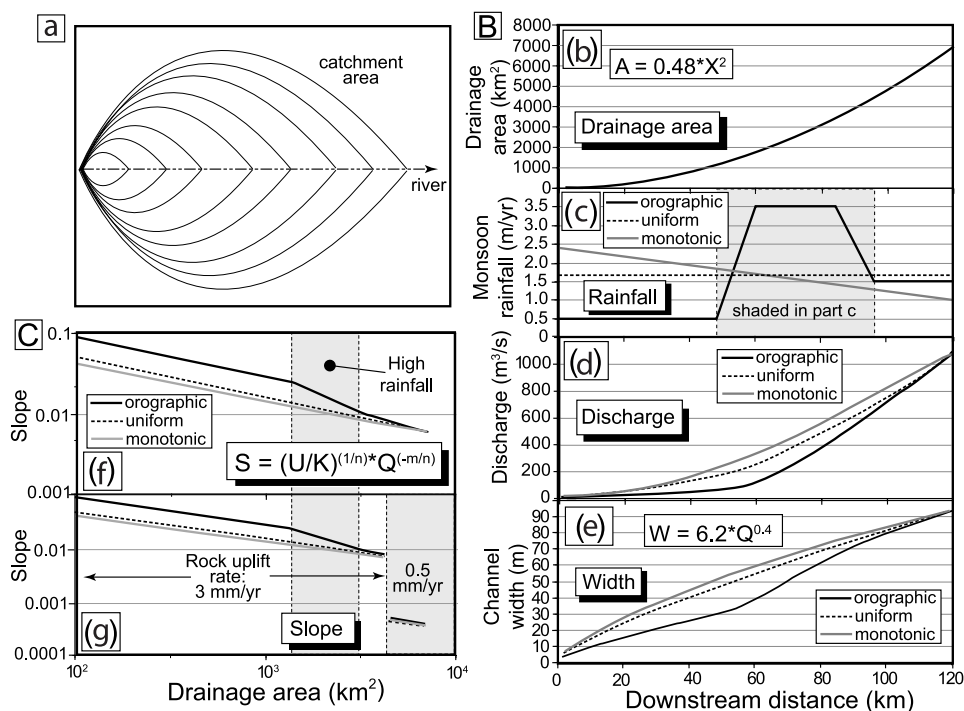 a
catchment
area
river
B
(b)
A = 0.48*X2
Drainage area
Drainage
area (km2)
8000
7000
6000
5000
4000
3000
2000
1000
0
(c)
orographic
uniform
monotonic
Rainfall
shaded in part c
Monsoon
rainfall (m/yr)
3.5
3.0
2.5
2.0
1.5
1.0
0.5
0
(d)
orographic
uniform
monotonic
Discharge
Discharge (m3/s)
1000
800
600
400
200
0
(e)
W = 6.2*Q0.4
Width
orographic
uniform
monotonic
Channel
width (m)
90
80
70
60
50
40
30
20
10
0
0 20 40 60 80 100 120
Downstream distance (km)
C
0.1
0.01
0.001
Slope
High
rainfall
orographic
uniform
monotonic
(f)
S = (U/K)(1/n)*Q(-m/n)
0.01
0.001
0.0001
Slope
Rock uplift
rate:
3 mm/yr
0.5
mm/yr
Slope
(g)
102 103 104
Drainage area (km2)